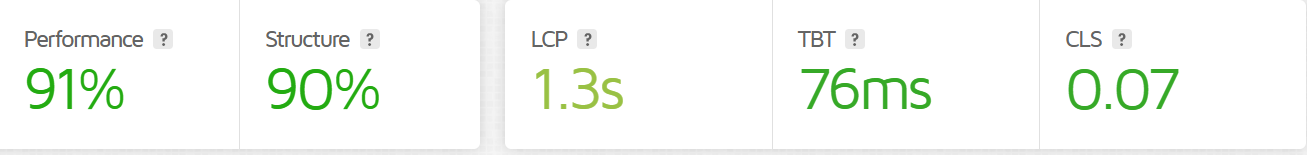 Performance ? Structure ? LCP ? TBT ? CLS ?
91% 90% 1.3s 76ms 0.07